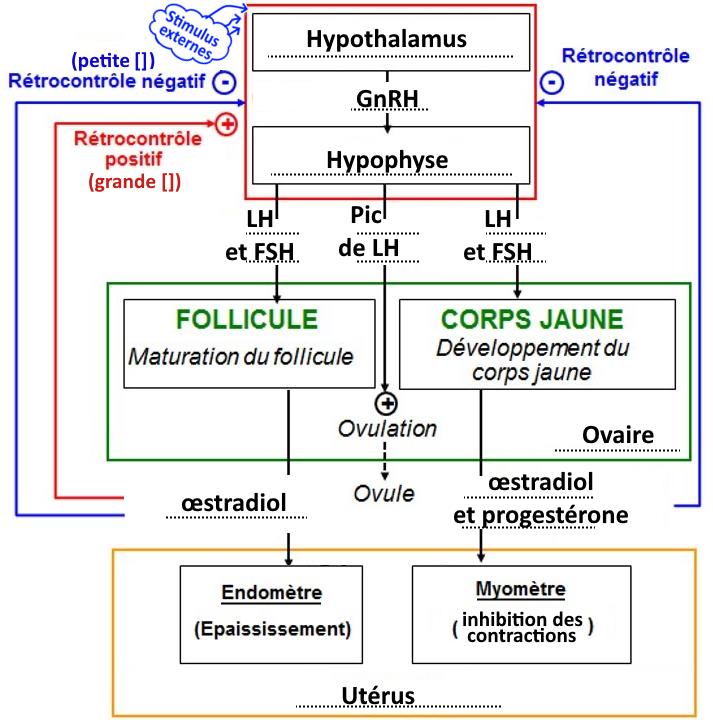 Stimulus
externes
Hypothalamus
(petite [])
Rétrocontrôle négatif -
- Rétrocontrôle
négatif
GnRH
+
Rétrocontrôle
positif
(grande [])
Hypophyse
LH
et FSH
Pic
de LH
LH
et FSH
FOLLICULE
Maturation du follicule
CORPS JAUNE
Développement du
corps jaune
+
Ovulation
Ovaire
Ovule
œstradiol
œstradiol
et progestérone
Endomètre
(Epaississement)
Myomètre
( inhibition des
contractions )
Utérus